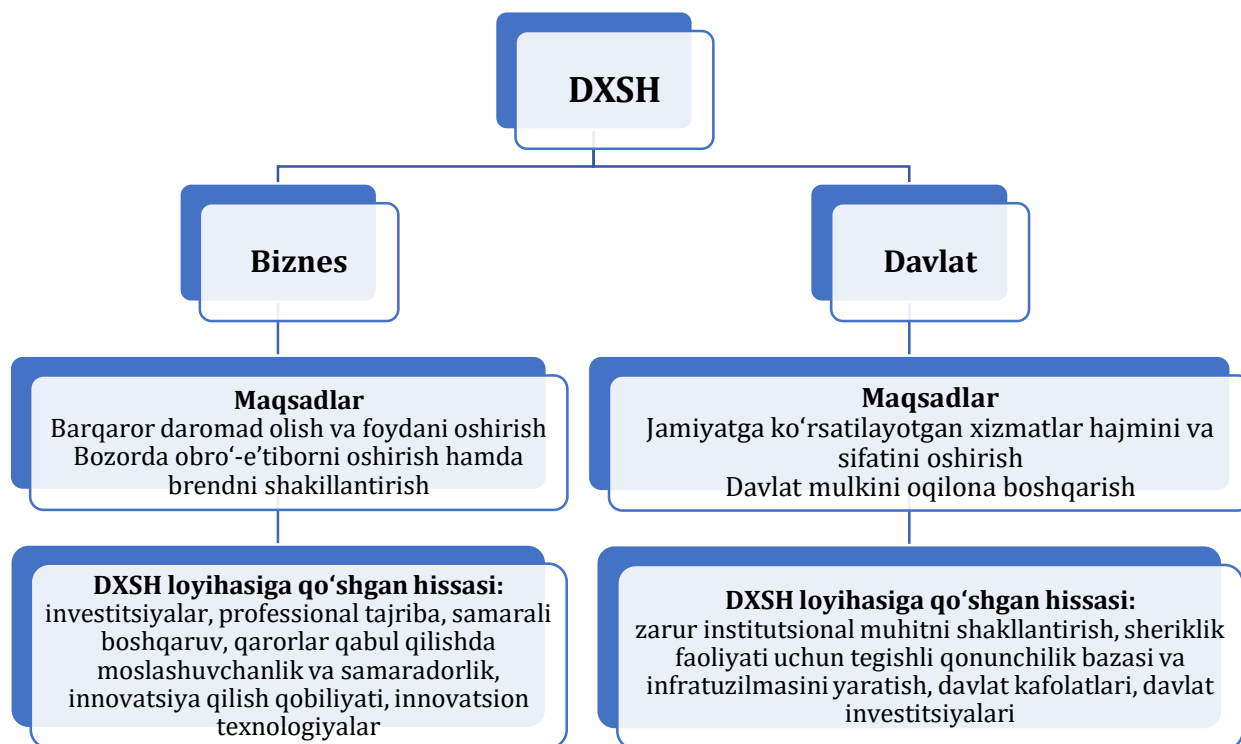 DXSH
Biznes
Davlat
Maqsadlar
Barqaror daromad olish va foydani oshirish
Bozorda obro‘-e’tiborni oshirish hamda
brendni shakillantirish
Maqsadlar
Jamiyatga ko‘rsatilayotgan xizmatlar hajmini va
sifatini oshirish
Davlat mulkini oqilona boshqarish
DXSH loyihasiga qo‘shgan hissasi:
investitsiyalar, professional tajriba, samarali
boshqaruv, qarorlar qabul qilishda
moslashuvchanlik va samaradorlik,
innovatsiya qilish qobiliyati, innovatsion
texnologiyalar
DXSH loyihasiga qo‘shgan hissasi:
zarur institutsional muhitni shakllantirish, sheriklik
faoliyati uchun tegishli qonunchilik bazasi va
infratuzilmasini yaratish, davlat kafolatlari, davlat
investitsiyalari